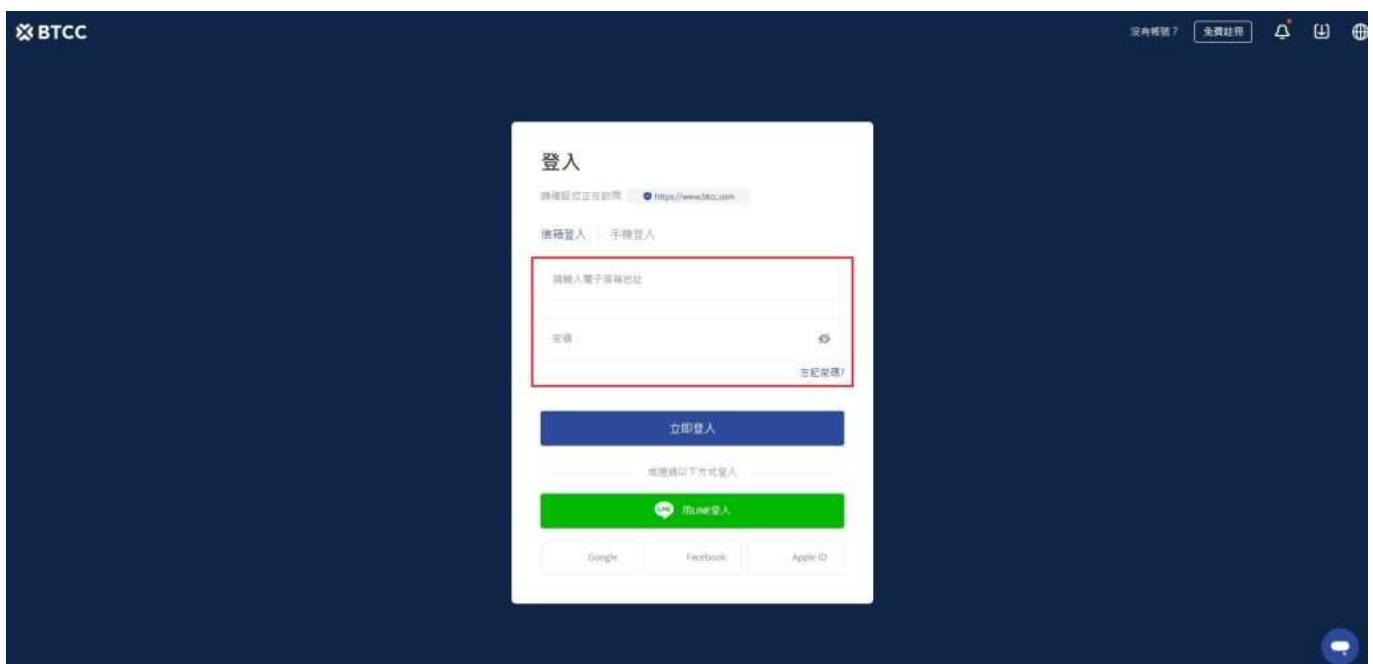 BTCC
沒有帳號？ 免費註冊
登入
請確認您正在訪問 https://www.btcc.com
信箱登入 手機登入
請輸入電子信箱地址
密碼
忘記密碼?
立即登入
或透過以下方式登入
LINE 用LINE登入
Google Facebook Apple ID